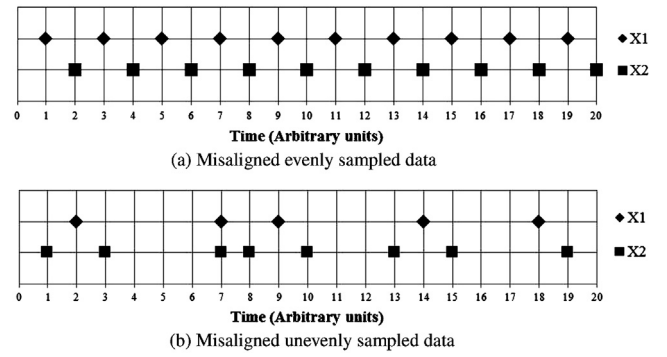 X1
X2
0 1 2 3 4 5 6 7 8 9 10 11 12 13 14 15 16 17 18 19 20
Time (Arbitrary units)
(a) Misaligned evenly sampled data
X1
X2
0 1 2 3 4 5 6 7 8 9 10 11 12 13 14 15 16 17 18 19 20
Time (Arbitrary units)
(b) Misaligned unevenly sampled data